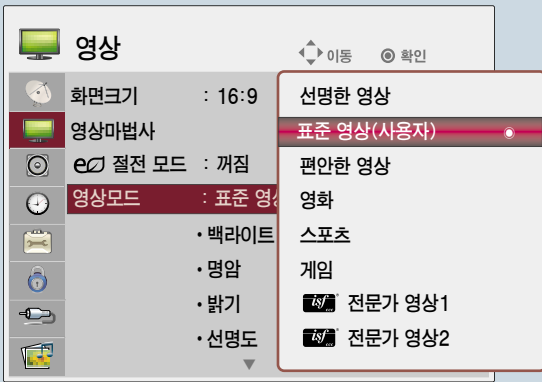 영상
이동 확인
화면크기 : 16:9
영상마법사
e 절전 모드 : 꺼짐
영상모드 : 표준 영상
• 백라이트
• 명암
• 밝기
• 선명도
선명한 영상
표준 영상(사용자)
편안한 영상
영화
스포츠
게임
isf 전문가 영상1
isf 전문가 영상2